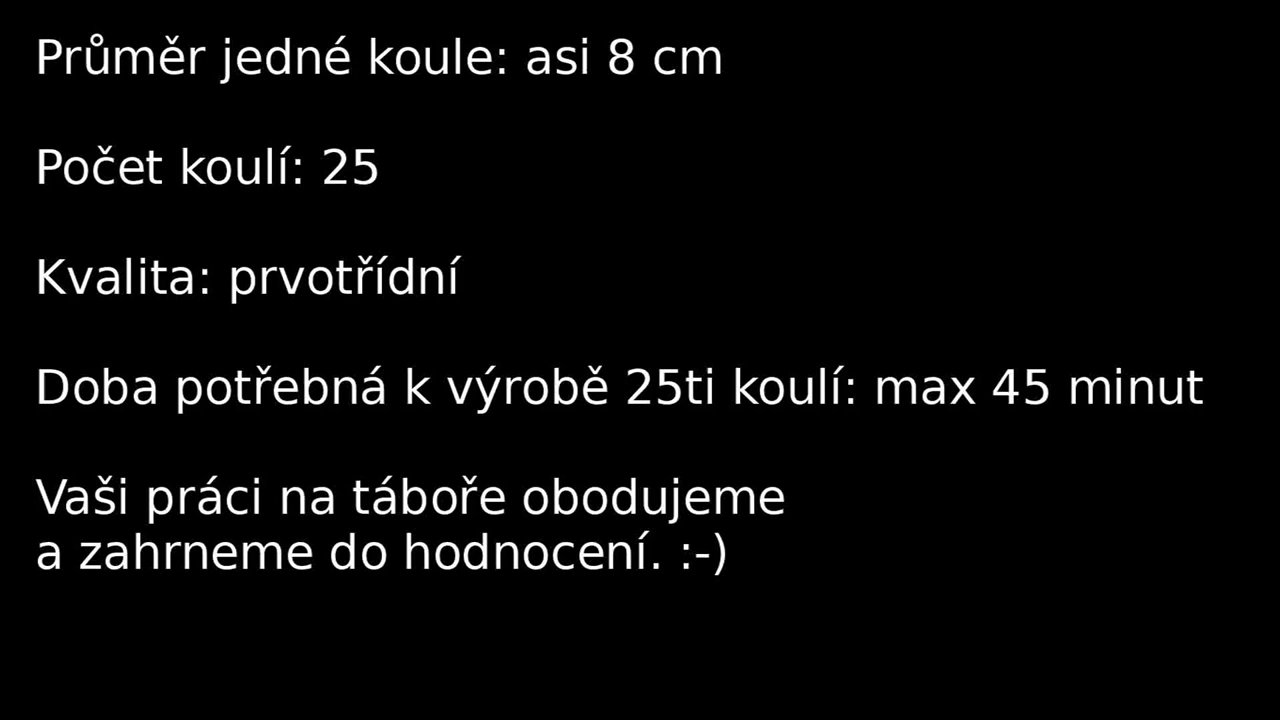 Průměr jedné koule: asi 8 cm
Počet koulí: 25
Kvalita: prvotřídní
Doba potřebná k výrobě 25ti koulí: max 45 minut
Vaši práci na táboře obodujeme
a zahrneme do hodnocení. :-)